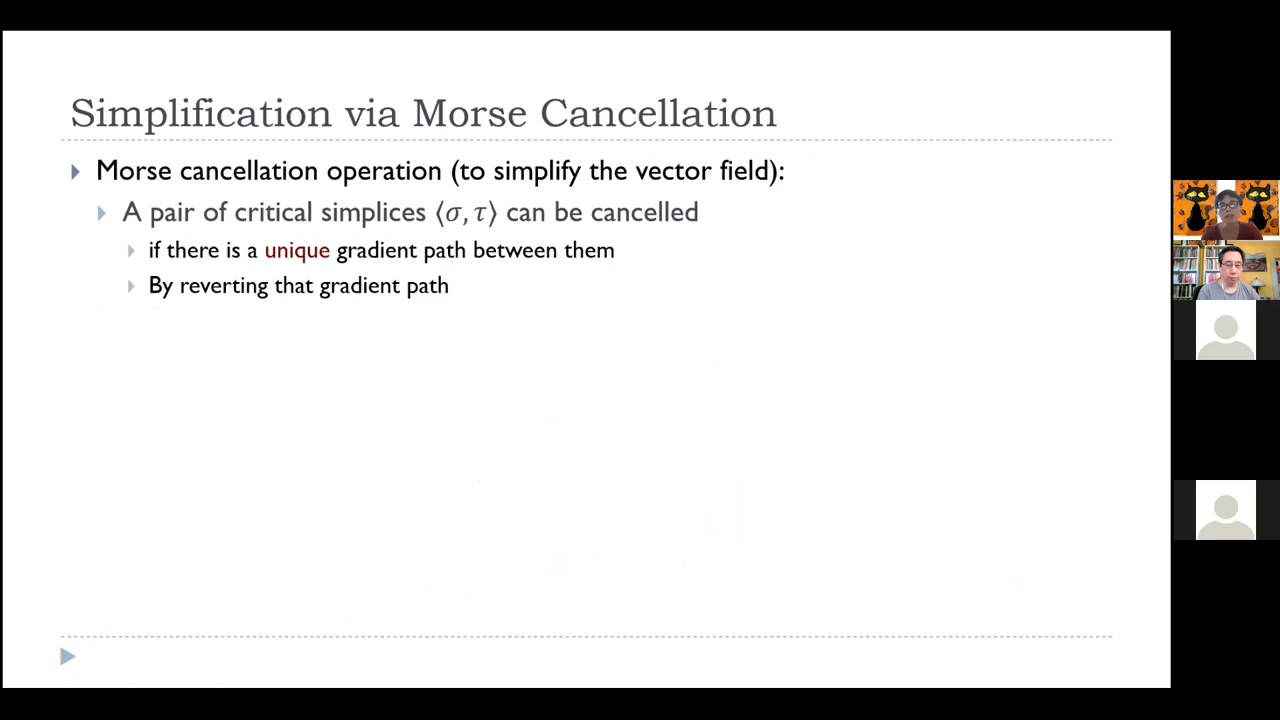 Simplification via Morse Cancellation
Morse cancellation operation (to simplify the vector field):
A pair of critical simplices ⟨σ, τ⟩ can be cancelled
if there is a unique gradient path between them
By reverting that gradient path